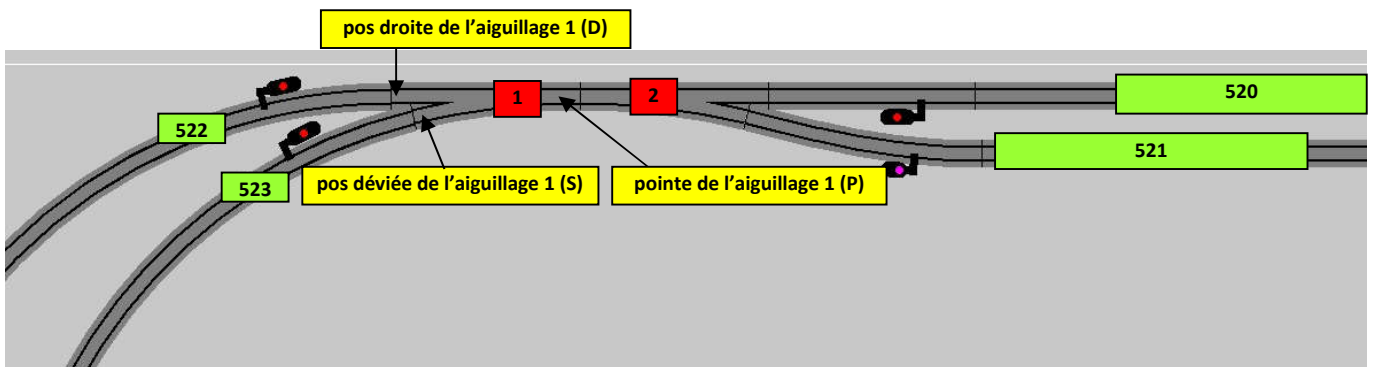 pos droite de l’aiguillage 1 (D)
1
2
520
522
521
pos déviée de l’aiguillage 1 (S)
pointe de l’aiguillage 1 (P)
523